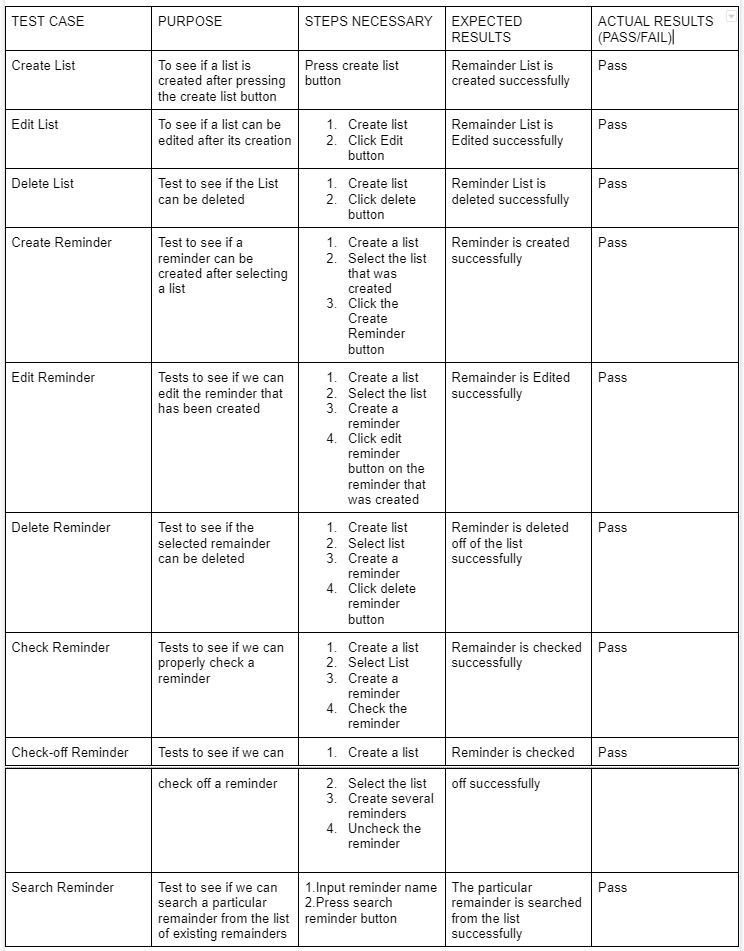 TEST CASE
PURPOSE
STEPS NECESSARY
EXPECTED
RESULTS
ACTUAL RESULTS
(PASS/FAIL)
Create List
To see if a list is
created after pressing
the create list button
Press create list
button
Remainder List is
created successfully
Pass
Edit List
To see if a list can be
edited after its creation
1. Create list
2. Click Edit
button
Remainder List is
Edited successfully
Pass
Delete List
Test to see if the List
can be deleted
1. Create list
2. Click delete
button
Reminder List is
deleted successfully
Pass
Create Reminder
Test to see if a
reminder can be
created after selecting
a list
1. Create a list
2. Select the list
that was
created
3. Click the
Create
Reminder
button
Reminder is created
successfully
Pass
Edit Reminder
Tests to see if we can
edit the reminder that
has been created
1. Create a list
2. Select the list
3. Create a
reminder
4. Click edit
reminder
button on the
reminder that
was created
Remainder is Edited
successfully
Pass
Delete Reminder
Test to see if the
selected remainder
can be deleted
1. Create list
2. Select list
3. Create a
reminder
4. Click delete
reminder
button
Reminder is deleted
off of the list
successfully
Pass
Check Reminder
Tests to see if we can
properly check a
reminder
1. Create a list
2. Select List
3. Create a
reminder
4. Check the
reminder
Remainder is checked
successfully
Pass
Check-off Reminder
Tests to see if we can
1. Create a list
Reminder is checked
Pass
check off a reminder
2. Select the list
3. Create several
reminders
4. Uncheck the
reminder
off successfully
Search Reminder
Test to see if we can
search a particular
remainder from the list
of existing remainders
1.Input reminder name
2.Press search
reminder button
The particular
remainder is searched
from the list
successfully
Pass